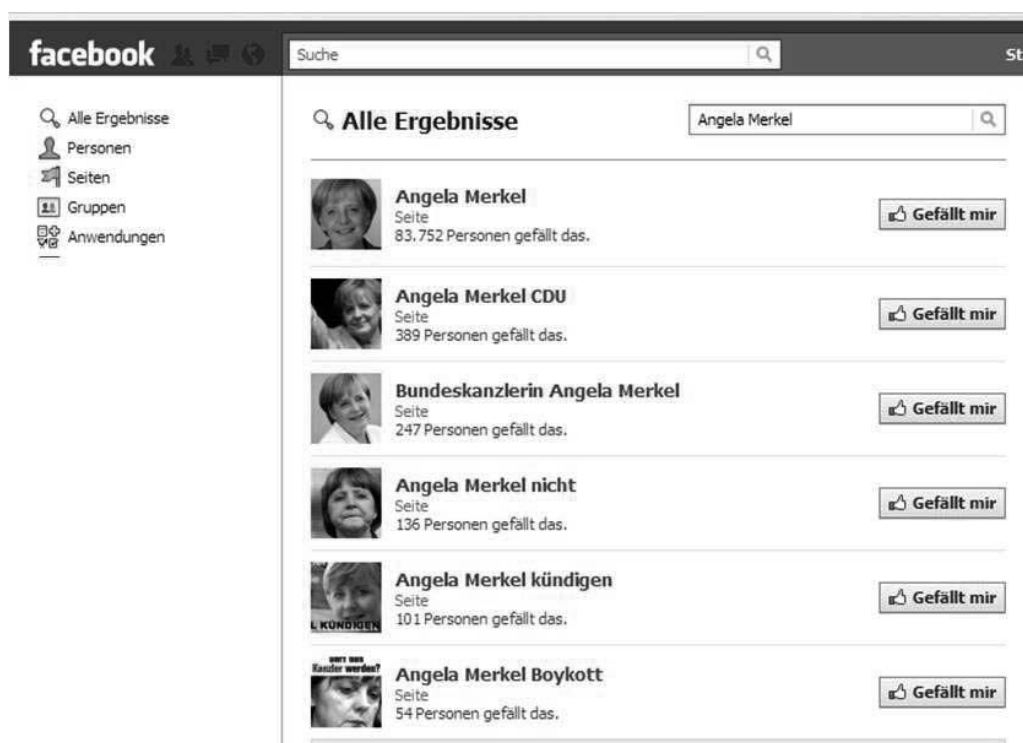 facebook
Suche
St
Alle Ergebnisse
Personen
Seiten
Gruppen
Anwendungen
Alle Ergebnisse
Angela Merkel
Angela Merkel
Seite
83.752 Personen gefällt das.
Gefällt mir
Angela Merkel CDU
Seite
389 Personen gefällt das.
Gefällt mir
Bundeskanzlerin Angela Merkel
Seite
247 Personen gefällt das.
Gefällt mir
Angela Merkel nicht
Seite
136 Personen gefällt das.
Gefällt mir
L KÜNDIGEN
Angela Merkel kündigen
Seite
101 Personen gefällt das.
Gefällt mir
Kanzler werden?
Angela Merkel Boykott
Seite
54 Personen gefällt das.
Gefällt mir